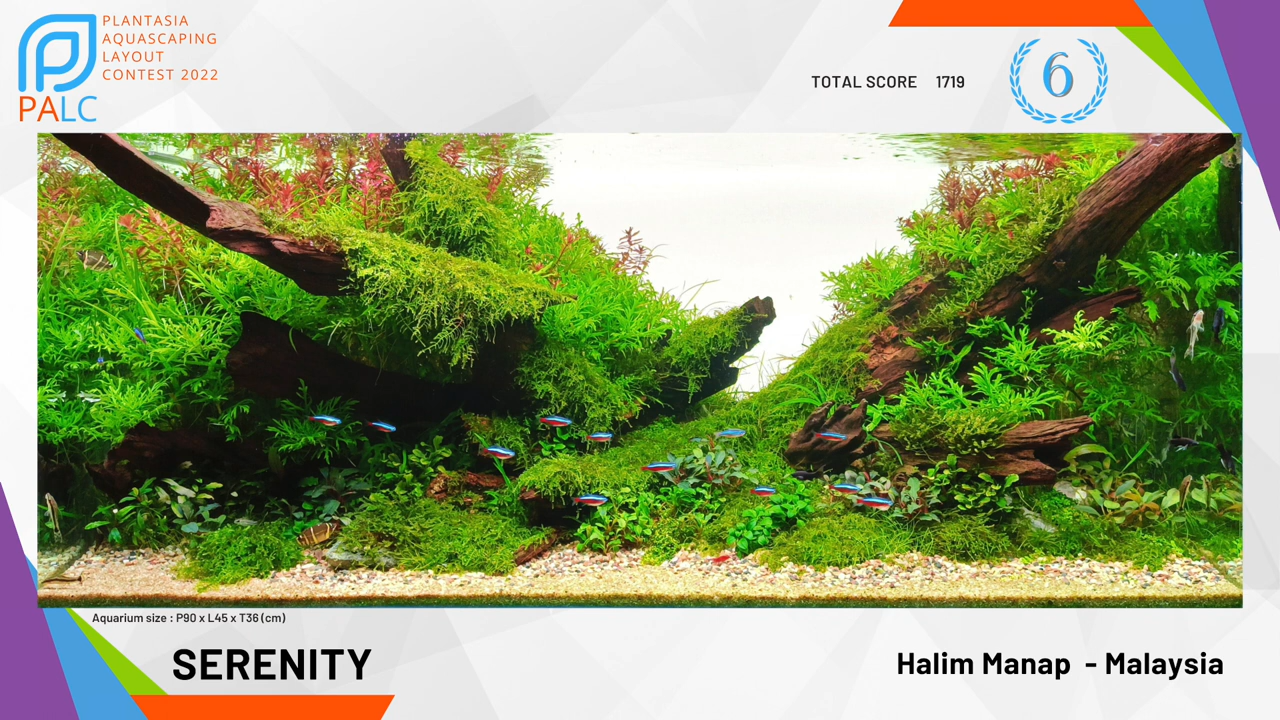 PLANTASIA
AQUASCAPING
LAYOUT
CONTEST 2022
PALC
TOTAL SCORE 1719
6
Aquarium size : P90 x L45 x T36 (cm)
SERENITY
Halim Manap - Malaysia